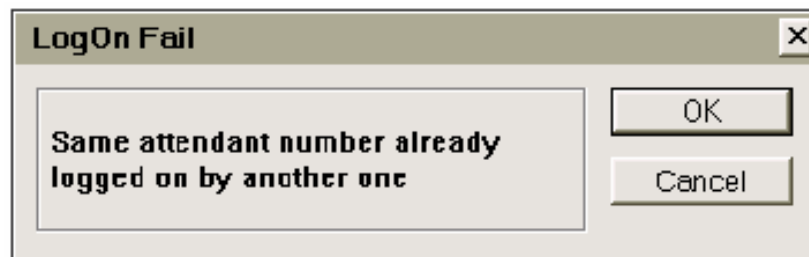 LogOn Fail
Same attendant number already
logged on by another one
OK
Cancel